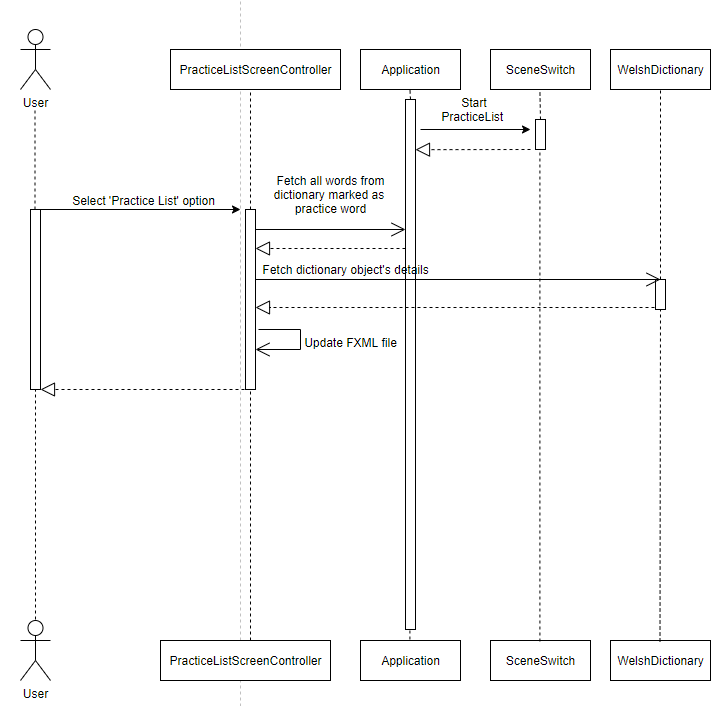 PracticeListScreenController
Application
SceneSwitch
WelshDictionary
User
Start
PracticeList
Select 'Practice List' option
Fetch all words from
dictionary marked as
practice word
Fetch dictionary object's details
Update FXML file
PracticeListScreenController
Application
SceneSwitch
WelshDictionary
User